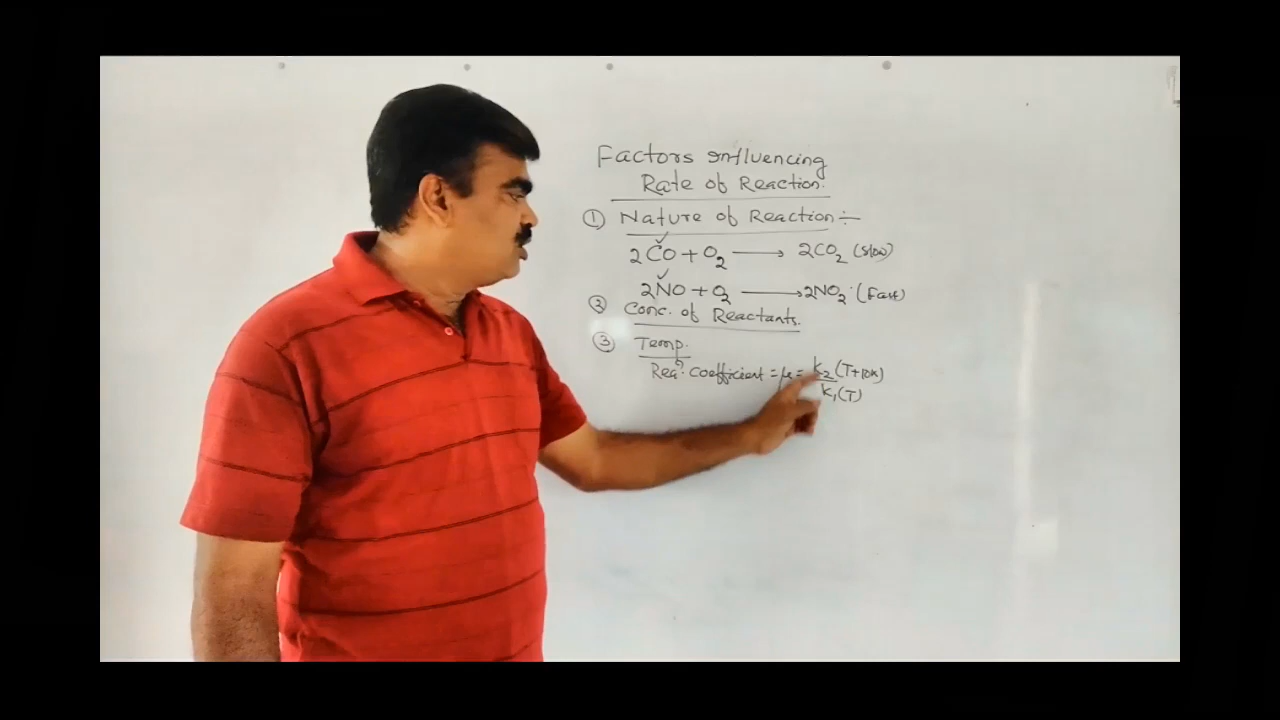 Factors Influencing
Rate of Reaction.
① Nature of Reaction :-
2CO + O₂ ⟶ 2CO₂ (slow)
2NO + O₂ ⟶ 2NO₂ (Fast)
② Conc. of Reactants.
③ Temp.
Reaⁿ. Coefficient = μ = K₂ (T+10K)
K₁ (T)